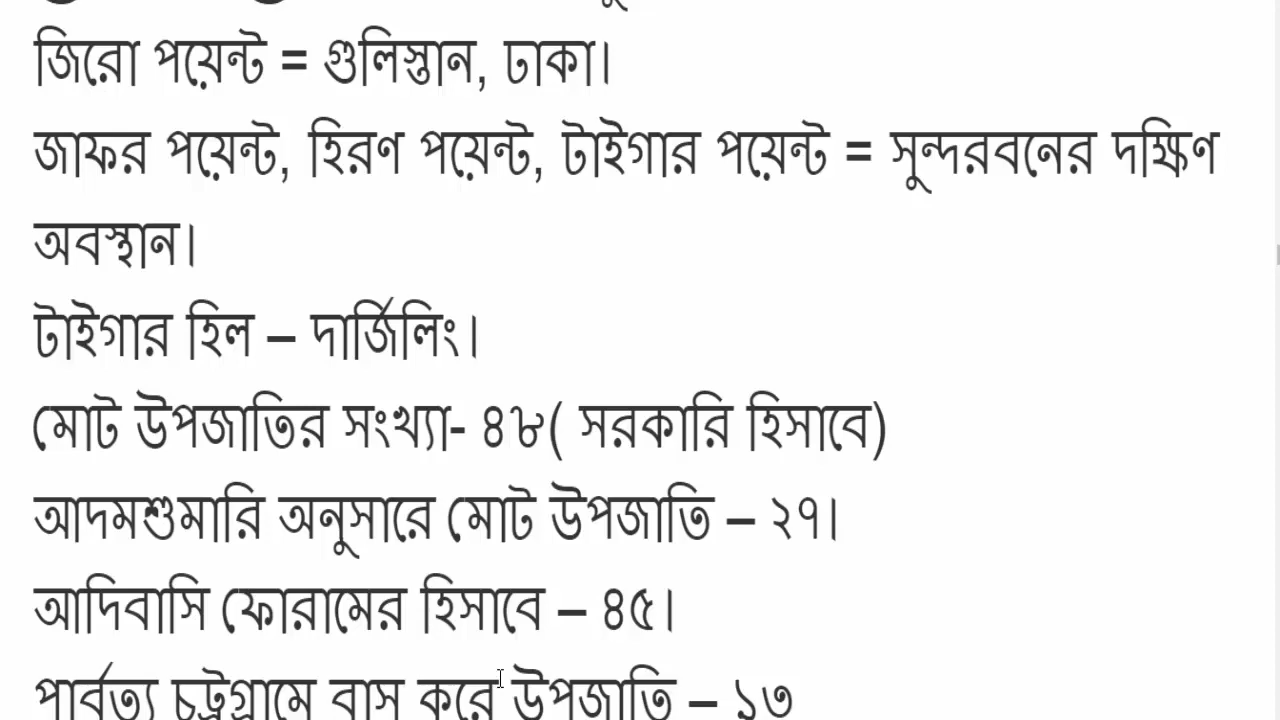 জিরো পয়েন্ট = গুলিস্তান, ঢাকা।
জাফর পয়েন্ট, হিরণ পয়েন্ট, টাইগার পয়েন্ট = সুন্দরবনের দক্ষিণ
অবস্থান।
টাইগার হিল – দার্জিলিং।
মোট উপজাতির সংখ্যা- ৪৮( সরকারি হিসাবে)
আদমশুমারি অনুসারে মোট উপজাতি – ২৭।
আদিবাসি ফোরামের হিসাবে – ৪৫।
পার্বত্য চট্রগ্রামে বাস করে উপজাতি – ১৩